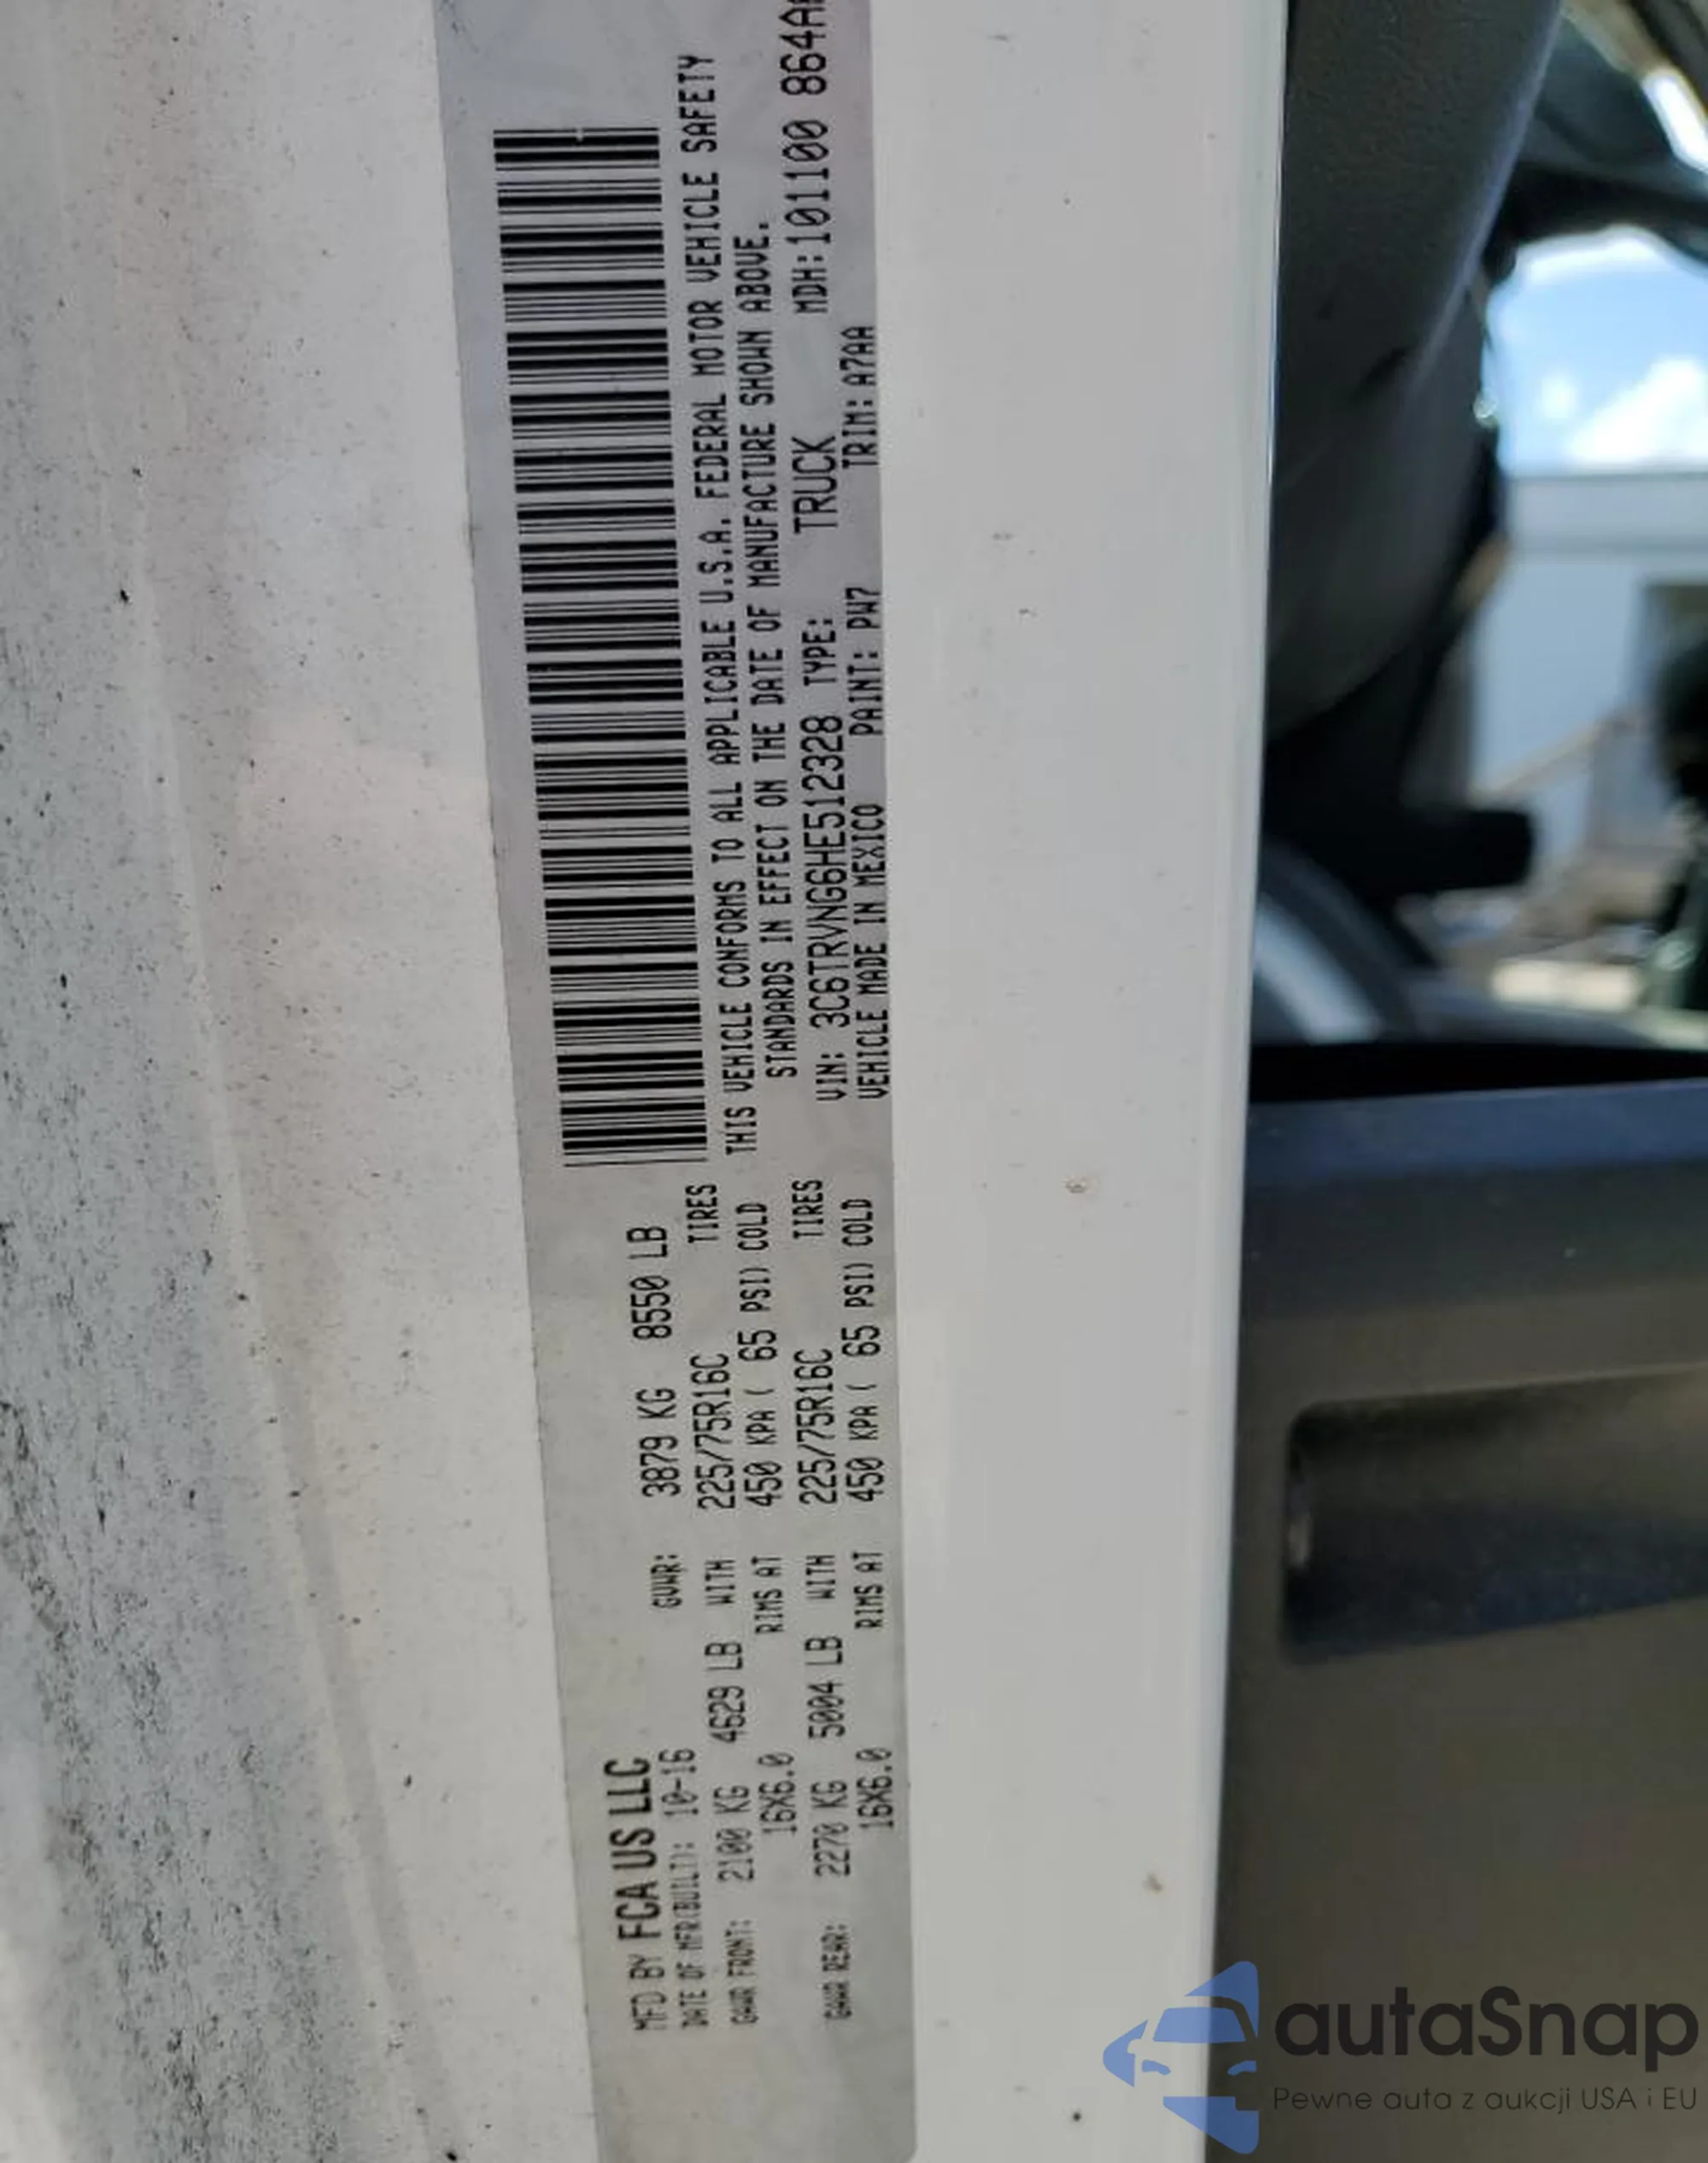 MFD BY FCA US LLC
DATE OF MFR(BUILT): 10-16
GVWR: 3879 KG 8550 LB
GAWR FRONT: 2100 KG 4629 LB WITH 225/75R16C TIRES
16X6.0 RIMS AT 450 KPA ( 65 PSI) COLD
GAWR REAR: 2270 KG 5004 LB WITH 225/75R16C TIRES
16X6.0 RIMS AT 450 KPA ( 65 PSI) COLD
THIS VEHICLE CONFORMS TO ALL APPLICABLE U.S.A. FEDERAL MOTOR VEHICLE SAFETY
STANDARDS IN EFFECT ON THE DATE OF MANUFACTURE SHOWN ABOVE.
VIN: 3C6TRVNG6HE512328 TYPE: TRUCK MDH:101100
VEHICLE MADE IN MEXICO PAINT: PW7 TRIM: A7AA
autaSnap
Pewne auta z aukcji USA i EU